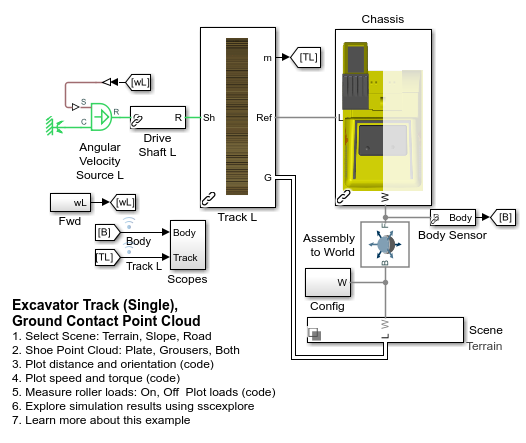 Chassis
[wL]
m
[TL]
S
R
C
R
Sh
Ref
L
Angular
Velocity
Source L
Drive
Shaft L
G
wL
[wL]
Fwd
Track L
W
[B]
Body
Body
TL
Track L
Track
Scopes
F
Assembly
to World
B
Body
[B]
Body Sensor
W
Config
W
L
Scene
Terrain
Excavator Track (Single),
Ground Contact Point Cloud
1. Select Scene: Terrain, Slope, Road
2. Shoe Point Cloud: Plate, Grousers, Both
3. Plot distance and orientation (code)
4. Plot speed and torque (code)
5. Measure roller loads: On, Off Plot loads (code)
6. Explore simulation results using sscexplore
7. Learn more about this example